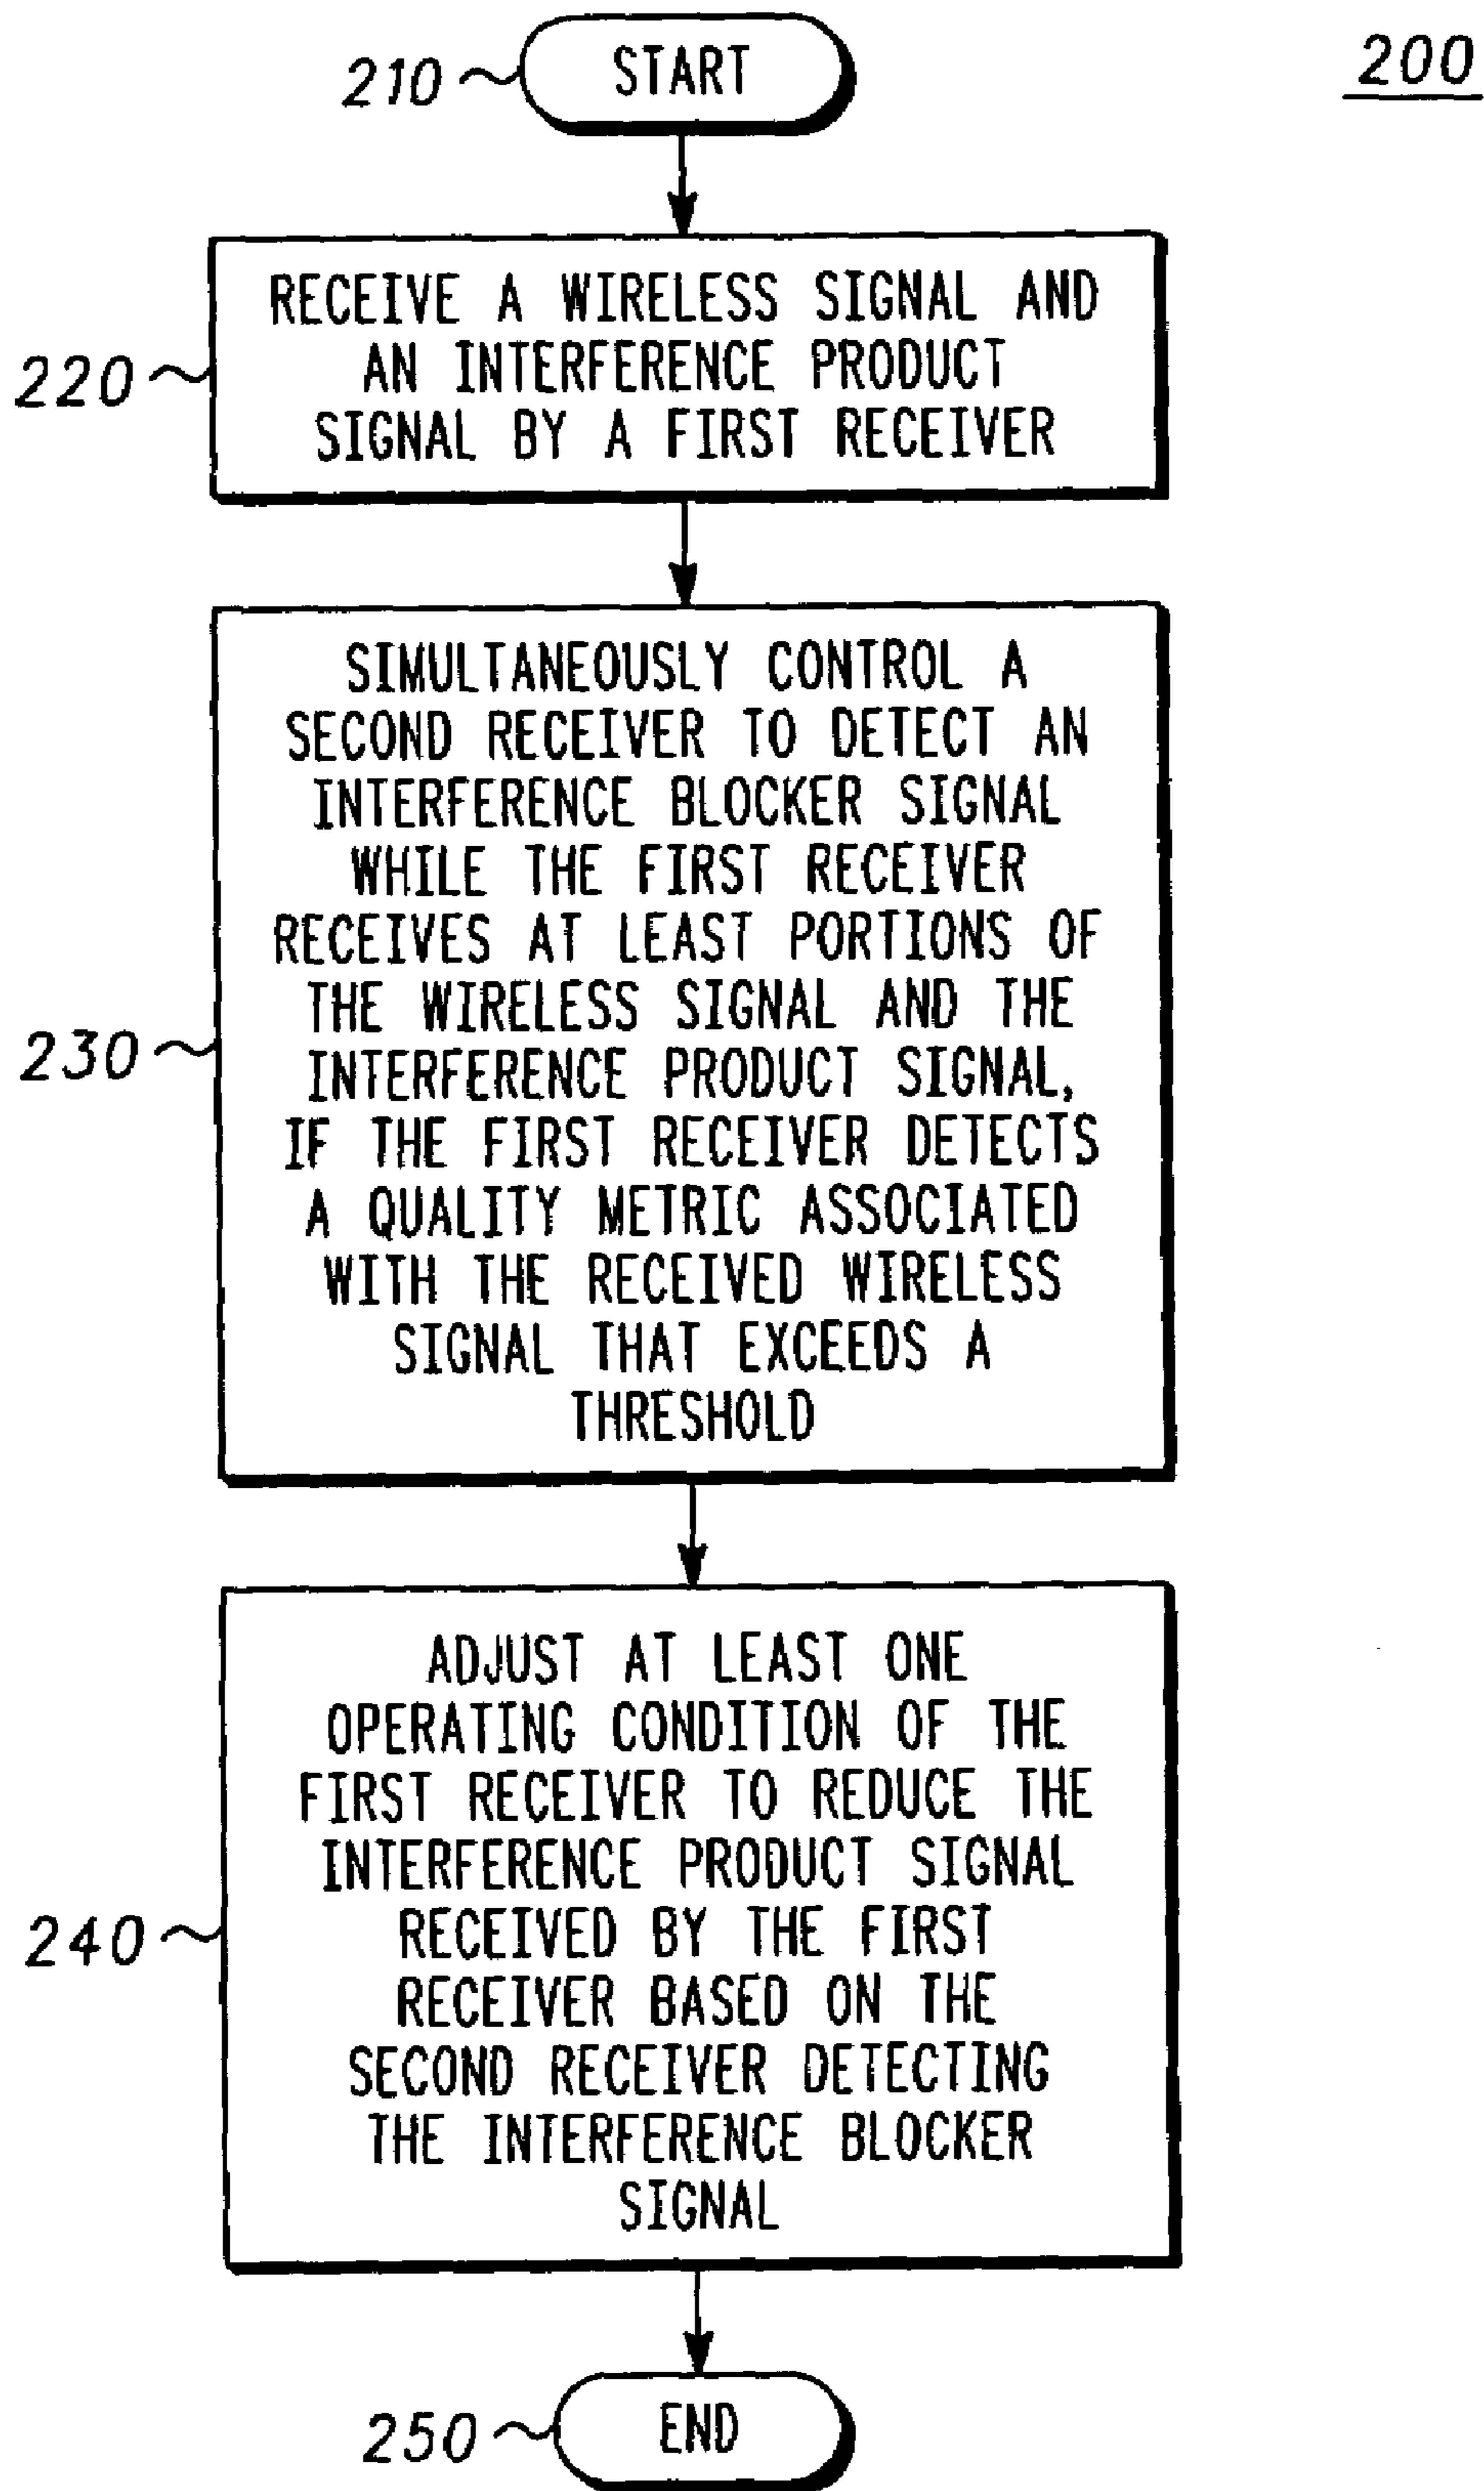 200
210
START
220
RECEIVE A WIRELESS SIGNAL AND
AN INTERFERENCE PRODUCT
SIGNAL BY A FIRST RECEIVER
230
SIMULTANEOUSLY CONTROL A
SECOND RECEIVER TO DETECT AN
INTERFERENCE BLOCKER SIGNAL
WHILE THE FIRST RECEIVER
RECEIVES AT LEAST PORTIONS OF
THE WIRELESS SIGNAL AND THE
INTERFERENCE PRODUCT SIGNAL,
IF THE FIRST RECEIVER DETECTS
A QUALITY METRIC ASSOCIATED
WITH THE RECEIVED WIRELESS
SIGNAL THAT EXCEEDS A
THRESHOLD
240
ADJUST AT LEAST ONE
OPERATING CONDITION OF THE
FIRST RECEIVER TO REDUCE THE
INTERFERENCE PRODUCT SIGNAL
RECEIVED BY THE FIRST
RECEIVER BASED ON THE
SECOND RECEIVER DETECTING
THE INTERFERENCE BLOCKER
SIGNAL
250
END